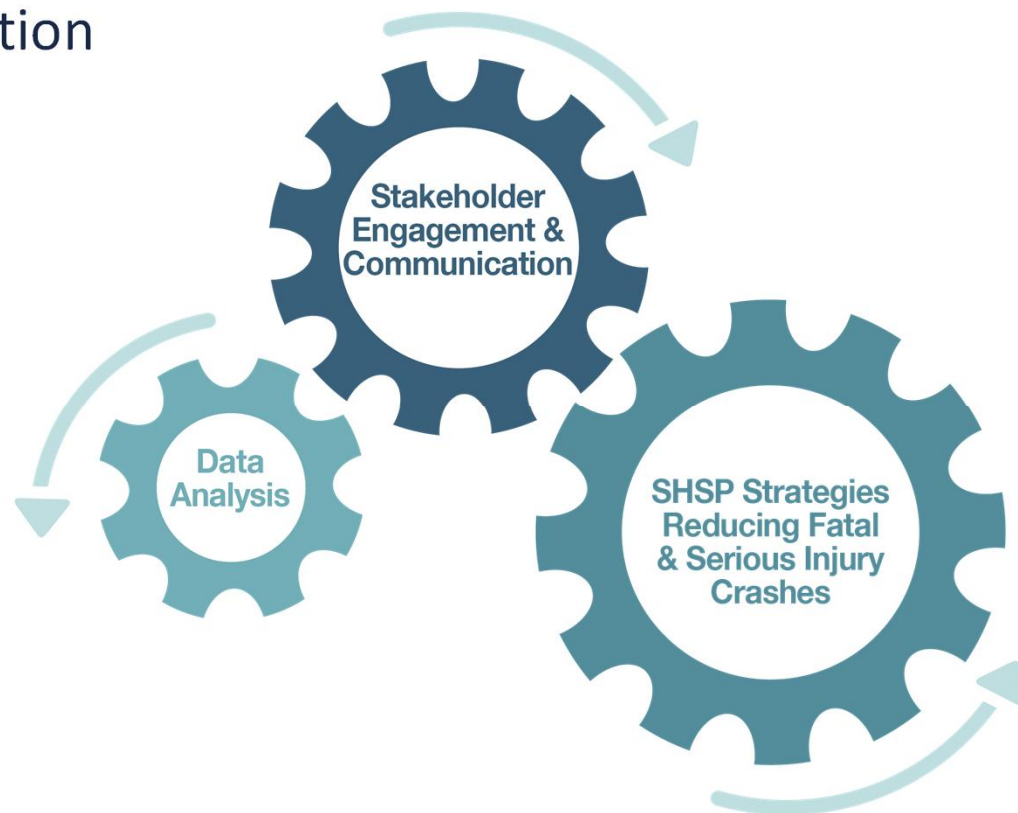 tion
Stakeholder
Engagement &
Communication
Data
Analysis
SHSP Strategies
Reducing Fatal
& Serious Injury
Crashes